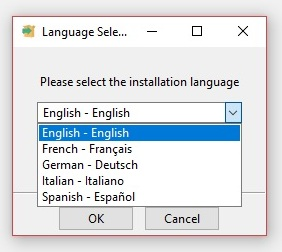 Language Sele...
Please select the installation language
English - English
English - English
French - Français
German - Deutsch
Italian - Italiano
Spanish - Español
OK Cancel